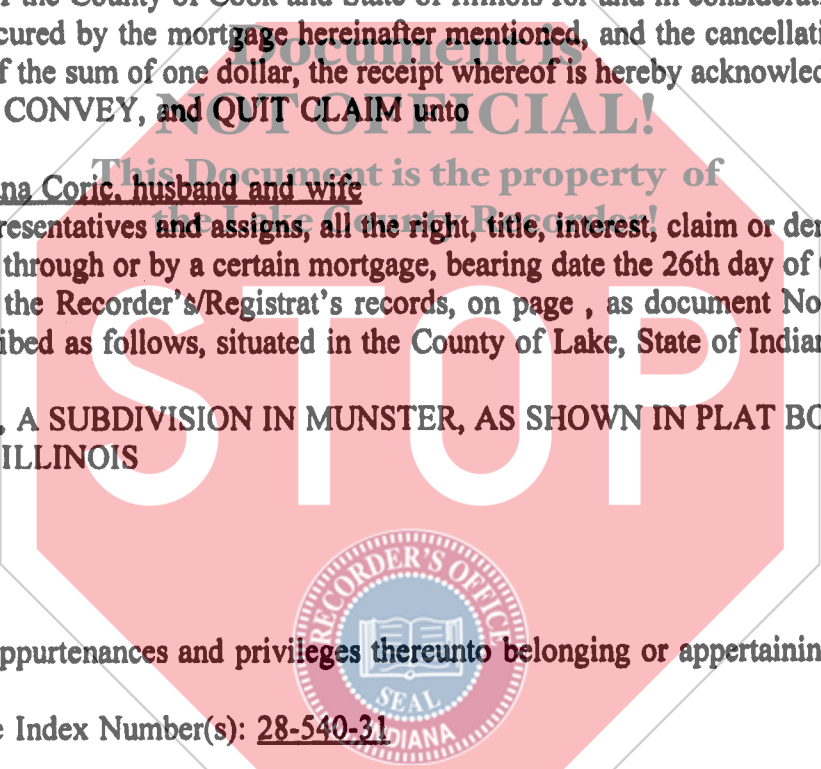 f the County of Cook and State of Illinois for and in considerati
cured by the mortgage hereinafter mentioned, and the cancellati
f the sum of one dollar, the receipt whereof is hereby acknowled
CONVEY, and QUIT CLAIM unto
na Coric, husband and wife
resentatives and assigns, all the right, title, interest, claim or der
through or by a certain mortgage, bearing date the 26th day of
the Recorder's/Registrat's records, on page , as document No
ibed as follows, situated in the County of Lake, State of Indian
, A SUBDIVISION IN MUNSTER, AS SHOWN IN PLAT BO
ILLINOIS
ppurtenances and privileges thereunto belonging or appertainin
e Index Number(s): 28-540-31
Document is
NOT OFFICIAL!
This Document is the property of
the Lake County Recorder!
STOP
RECORDER'S OFFICE
SEAL
INDIANA